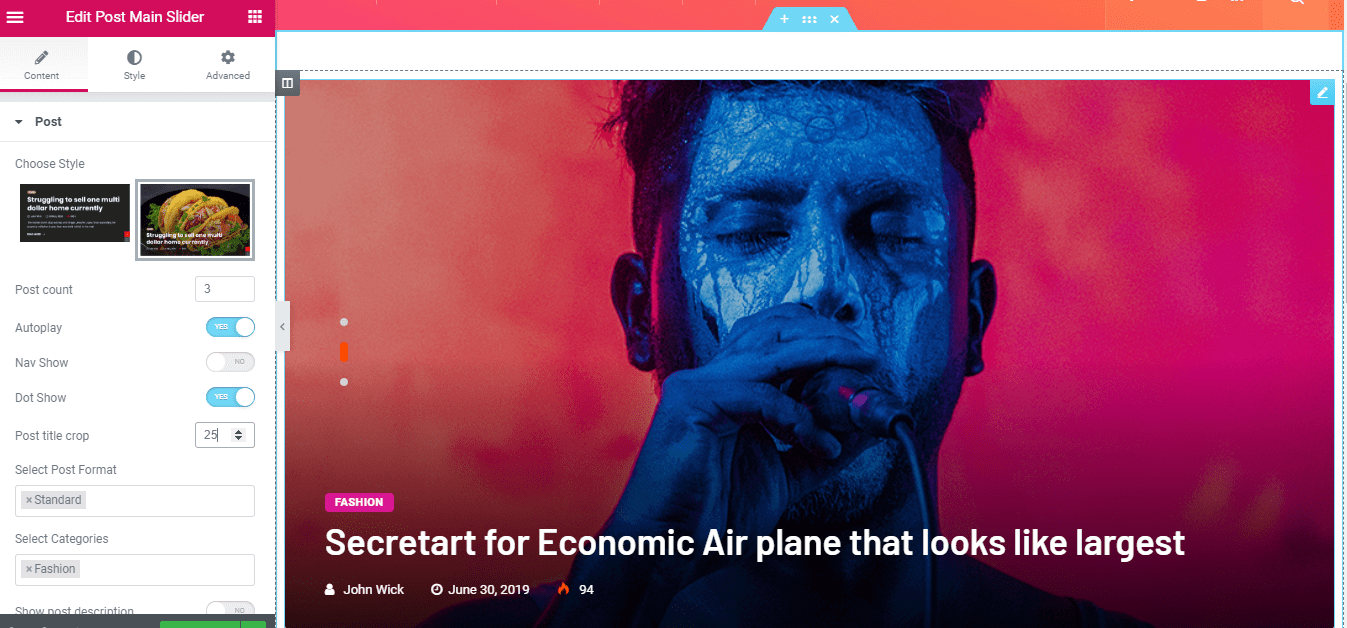 Edit Post Main Slider
Content
Style
Advanced
Post
Choose Style
Struggling to sell one multi
dollar home currently
Struggling to sell one multi
dollar home currently
Post count
3
Autoplay
YES
Nav Show
NO
Dot Show
YES
Post title crop
25
Select Post Format
×Standard
Select Categories
×Fashion
Show post description
NO
FASHION
Secretart for Economic Air plane that looks like largest
John Wick
June 30, 2019
94